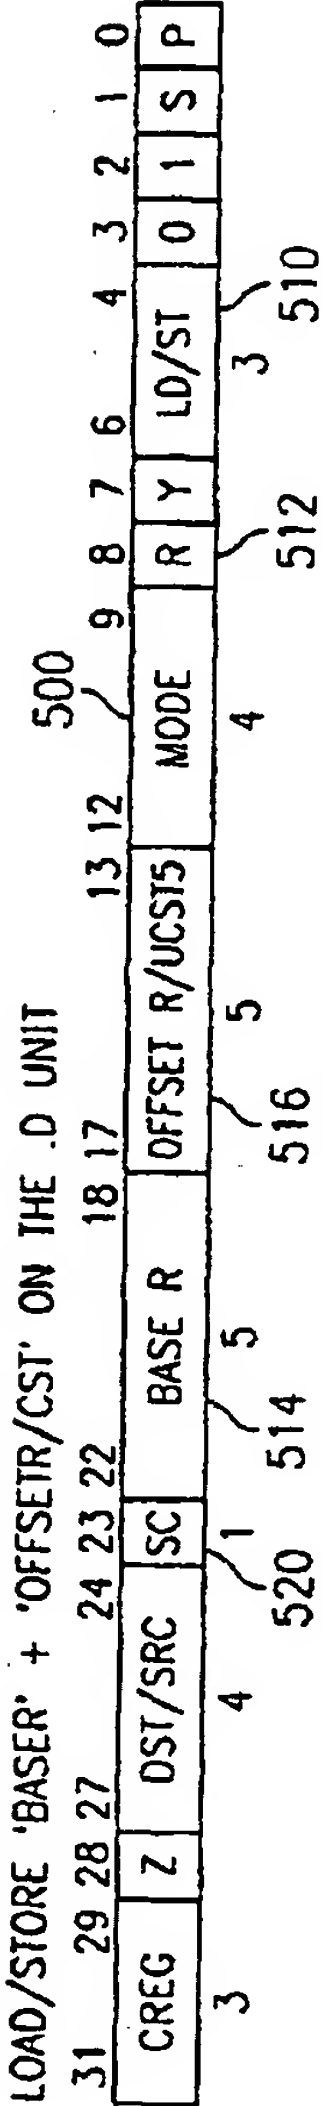 LOAD/STORE 'BASER' + 'OFFSETR/CST' ON THE .D UNIT
500
31 29 28 27 24 23 22 18 17 13 12 9 8 7 6 4 3 2 1 0
CREG Z DST/SRC SC BASE R OFFSET R/UCST5 MODE R Y LD/ST 0 1 S P
3 4 1 5 5 4 3
520 514 516 512 510